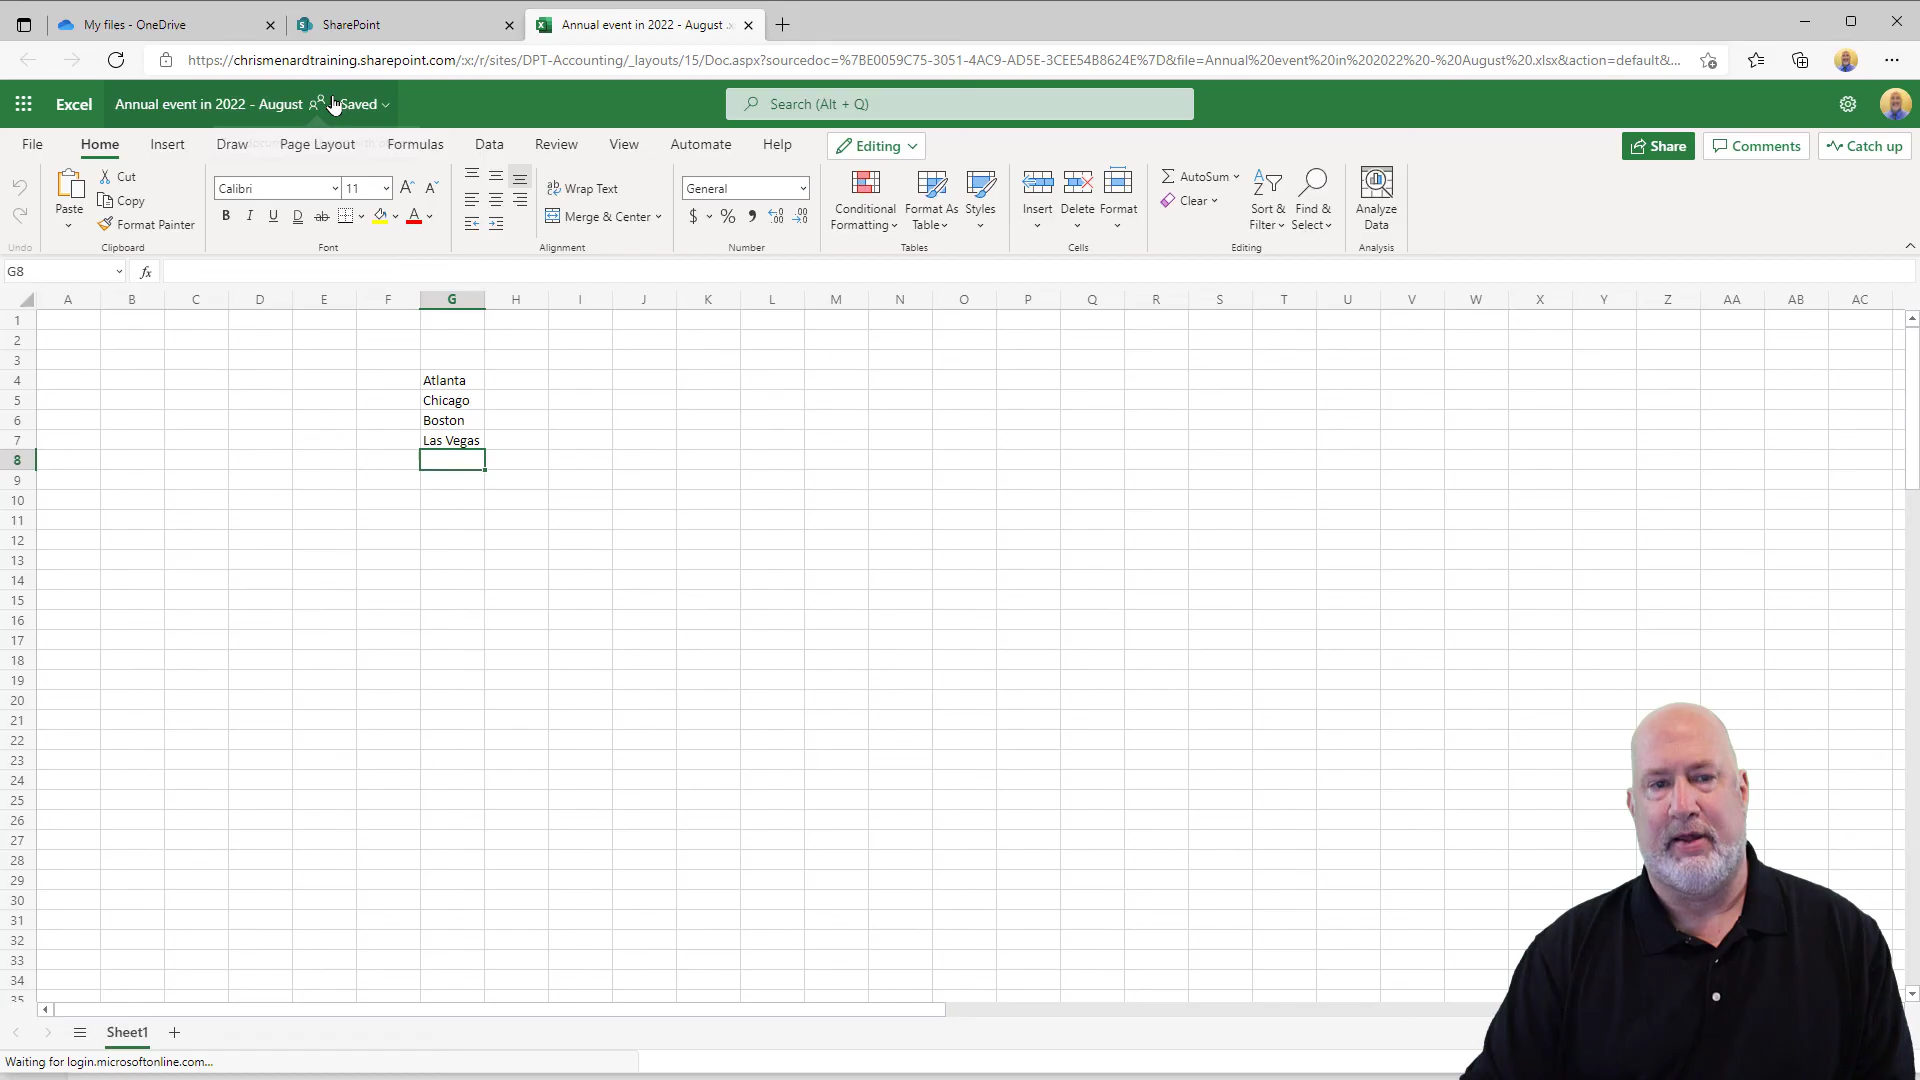 My files - OneDrive
SharePoint
Annual event in 2022 - August .x
https://chrismenardtraining.sharepoint.com/:x:/r/sites/DPT-Accounting/_layouts/15/Doc.aspx?sourcedoc=%7BE0059C75-3051-4AC9-AD5E-3CEE54B8624E%7D&file=Annual%20event%20in%202022%20-%20August%20.xlsx&action=default&...
Excel
Annual event in 2022 - August
Saved
Search (Alt + Q)
File
Home
Insert
Draw
Page Layout
Formulas
Data
Review
View
Automate
Help
Editing
Share
Comments
Catch up
Undo
Paste
Cut
Copy
Format Painter
Clipboard
Calibri
11
B I U D ab
A
Font
Wrap Text
Merge & Center
Alignment
General
$ % 9
Number
Conditional
Formatting
Format As
Table
Styles
Tables
Insert
Delete
Format
Cells
AutoSum
Clear
Sort &
Filter
Find &
Select
Editing
Analyze
Data
Analysis
G8
fx
A B C D E F G H I J K L M N O P Q R S T U V W X Y Z AA AB AC
1
2
3
4 Atlanta
5 Chicago
6 Boston
7 Las Vegas
8
9
10
11
12
13
14
15
16
17
18
19
20
21
22
23
24
25
26
27
28
29
30
31
32
33
34
35
Sheet1
Waiting for login.microsoftonline.com...